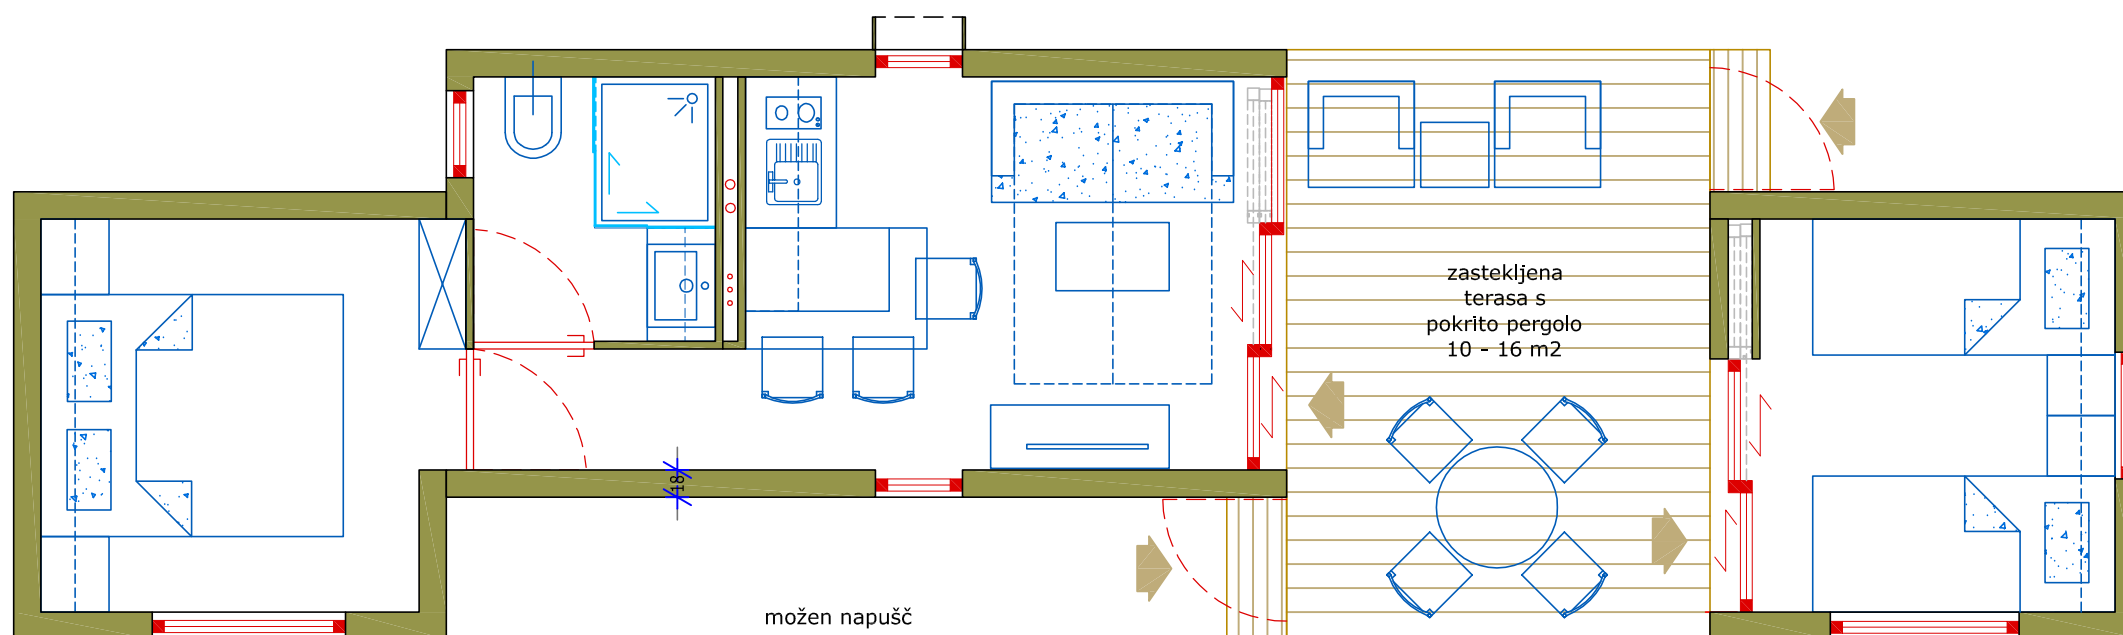 zastekljena
terasa s
pokrito pergolo
10 - 16 m2
18
možen napušč